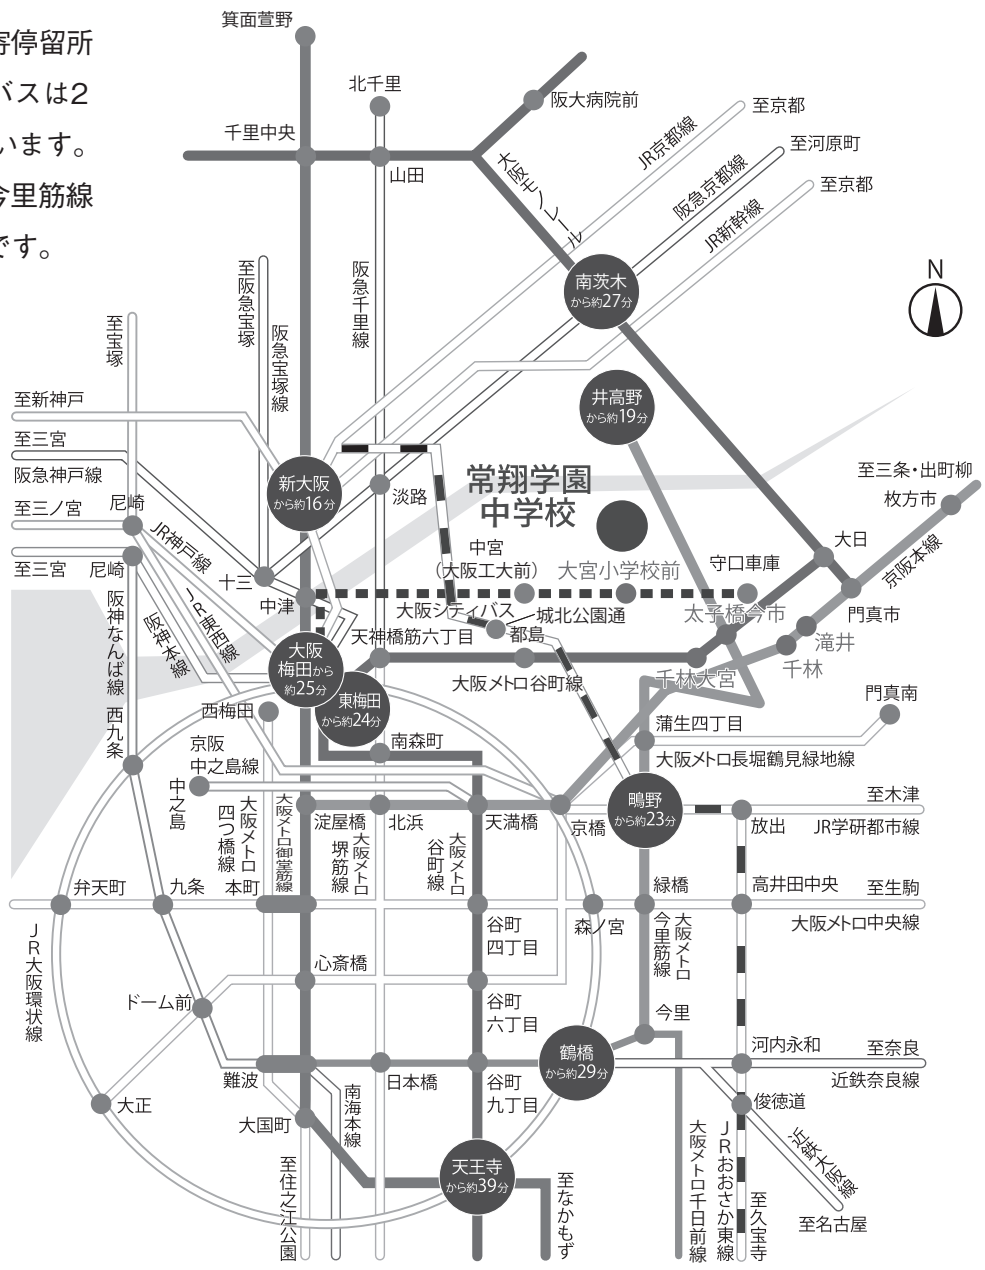 寄停留所
バスは2
います。
今里筋線
です。
箕面萱野
北千里
阪大病院前
至京都
千里中央
山田
大阪モノレール
JR京都線
至河原町
阪急京都線
至京都
JR新幹線
N
南茨木
から約27分
至阪急宝塚
阪急宝塚線
阪急千里線
至宝塚
至新神戸
至三宮
阪急神戸線
至三ノ宮
尼崎
JR神戸線
至三宮
尼崎
井高野
から約19分
新大阪
から約16分
淡路
常翔学園
中学校
至三条・出町柳
枚方市
大日
京阪本線
中宮
(大阪工大前)
大宮小学校前
守口車庫
十三
中津
大阪シティバス
城北公園通
太子橋今市
門真市
滝井
千林
阪神なんば線
阪神本線
JR東西線
天神橋筋六丁目
都島
大阪メトロ谷町線
千林大宮
大阪
梅田から
約25分
東梅田
から約24分
西梅田
門真南
蒲生四丁目
大阪メトロ長堀鶴見緑地線
西九条
京阪
中之島線
南森町
中之島
大阪メトロ
四つ橋線
大阪メトロ御堂筋線
淀屋橋
北浜
天満橋
京橋
鴫野
から約23分
放出
至木津
JR学研都市線
大阪メトロ
堺筋線
大阪メトロ
谷町線
弁天町
九条
本町
緑橋
高井田中央
至生駒
大阪メトロ中央線
谷町
四丁目
森ノ宮
大阪メトロ
今里筋線
JR大阪環状線
心斎橋
ドーム前
谷町
六丁目
今里
鶴橋
から約29分
河内永和
至奈良
近鉄奈良線
難波
日本橋
谷町
九丁目
俊徳道
大正
大国町
南海本線
天王寺
から約39分
至住之江公園
至なかもず
大阪メトロ千日前線
JRおおさか東線
至久宝寺
近鉄大阪線
至名古屋